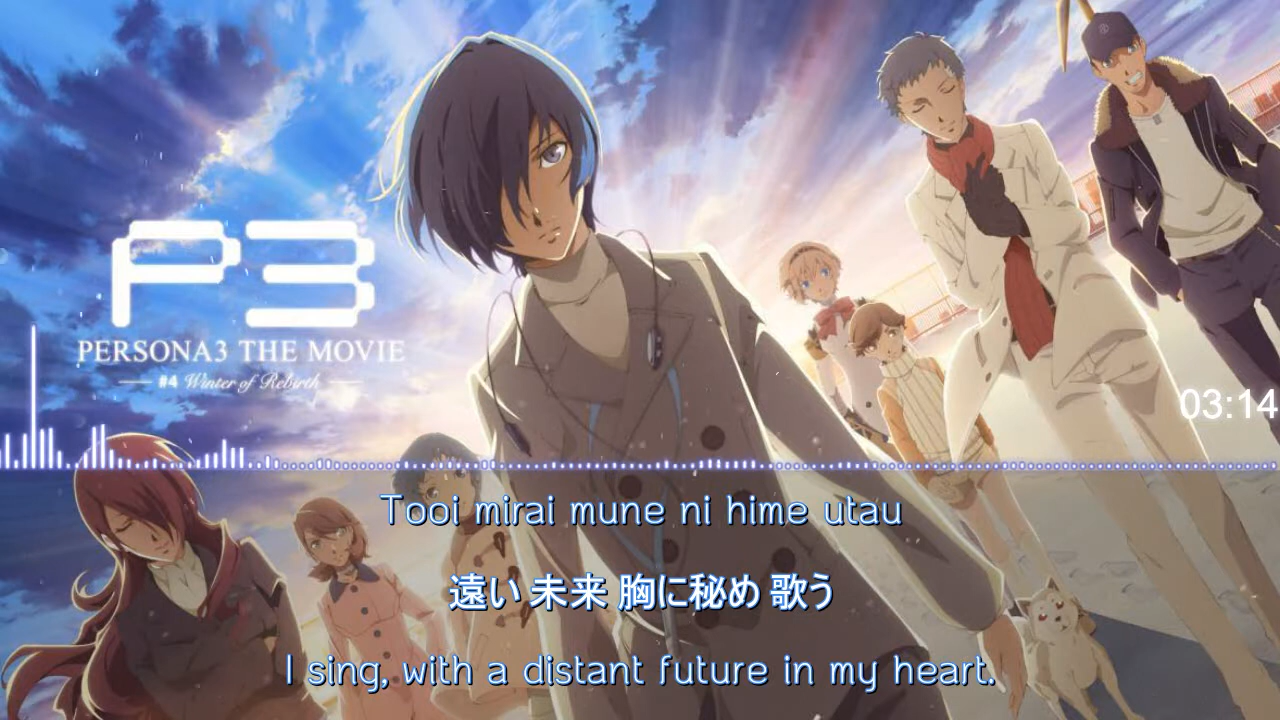 P3
PERSONA3 THE MOVIE
#4 Winter of Rebirth
03:14
Tooi mirai mune ni hime utau
遠い 未来 胸に秘め 歌う
I sing, with a distant future in my heart.